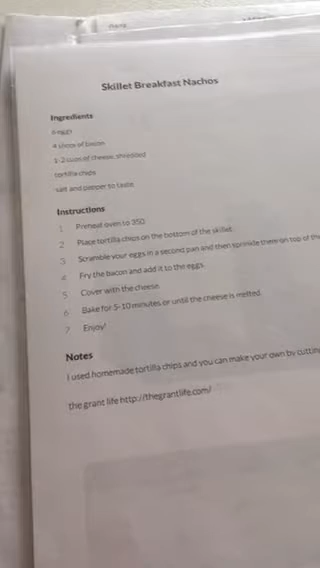 Skillet Breakfast Nachos
Ingredients
6 eggs
4 slices of bacon
1-2 cups of cheese, shredded
tortilla chips
salt and pepper to taste
Instructions
1 Preheat oven to 350.
2 Place tortilla chips on the bottom of the skillet.
3 Scramble your eggs in a second pan and then sprinkle them on top of the
4 Fry the bacon and add it to the eggs.
5 Cover with the cheese.
6 Bake for 5-10 minutes or until the cheese is melted.
7 Enjoy!
Notes
I used homemade tortilla chips and you can make your own by cutting
the grant life http://thegrantlife.com/